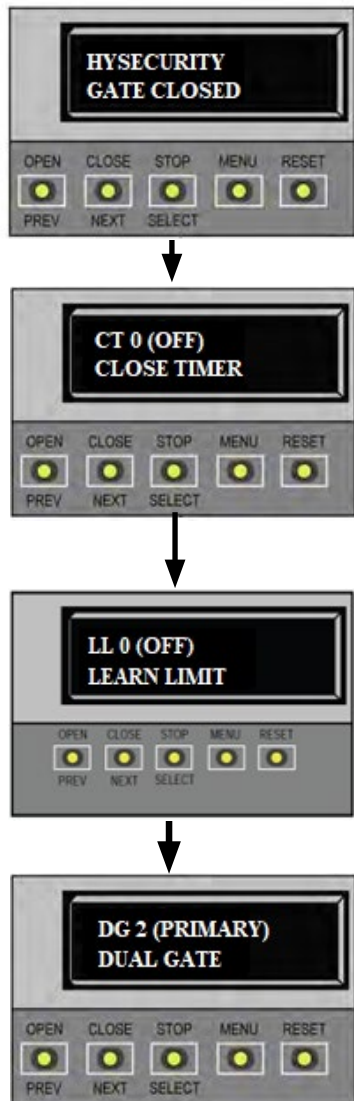 HYSECURITY
GATE CLOSED
OPEN CLOSE STOP MENU RESET
PREV NEXT SELECT
CT 0 (OFF)
CLOSE TIMER
OPEN CLOSE STOP MENU RESET
PREV NEXT SELECT
LL 0 (OFF)
LEARN LIMIT
OPEN CLOSE STOP MENU RESET
PREV NEXT SELECT
DG 2 (PRIMARY)
DUAL GATE
OPEN CLOSE STOP MENU RESET
PREV NEXT SELECT